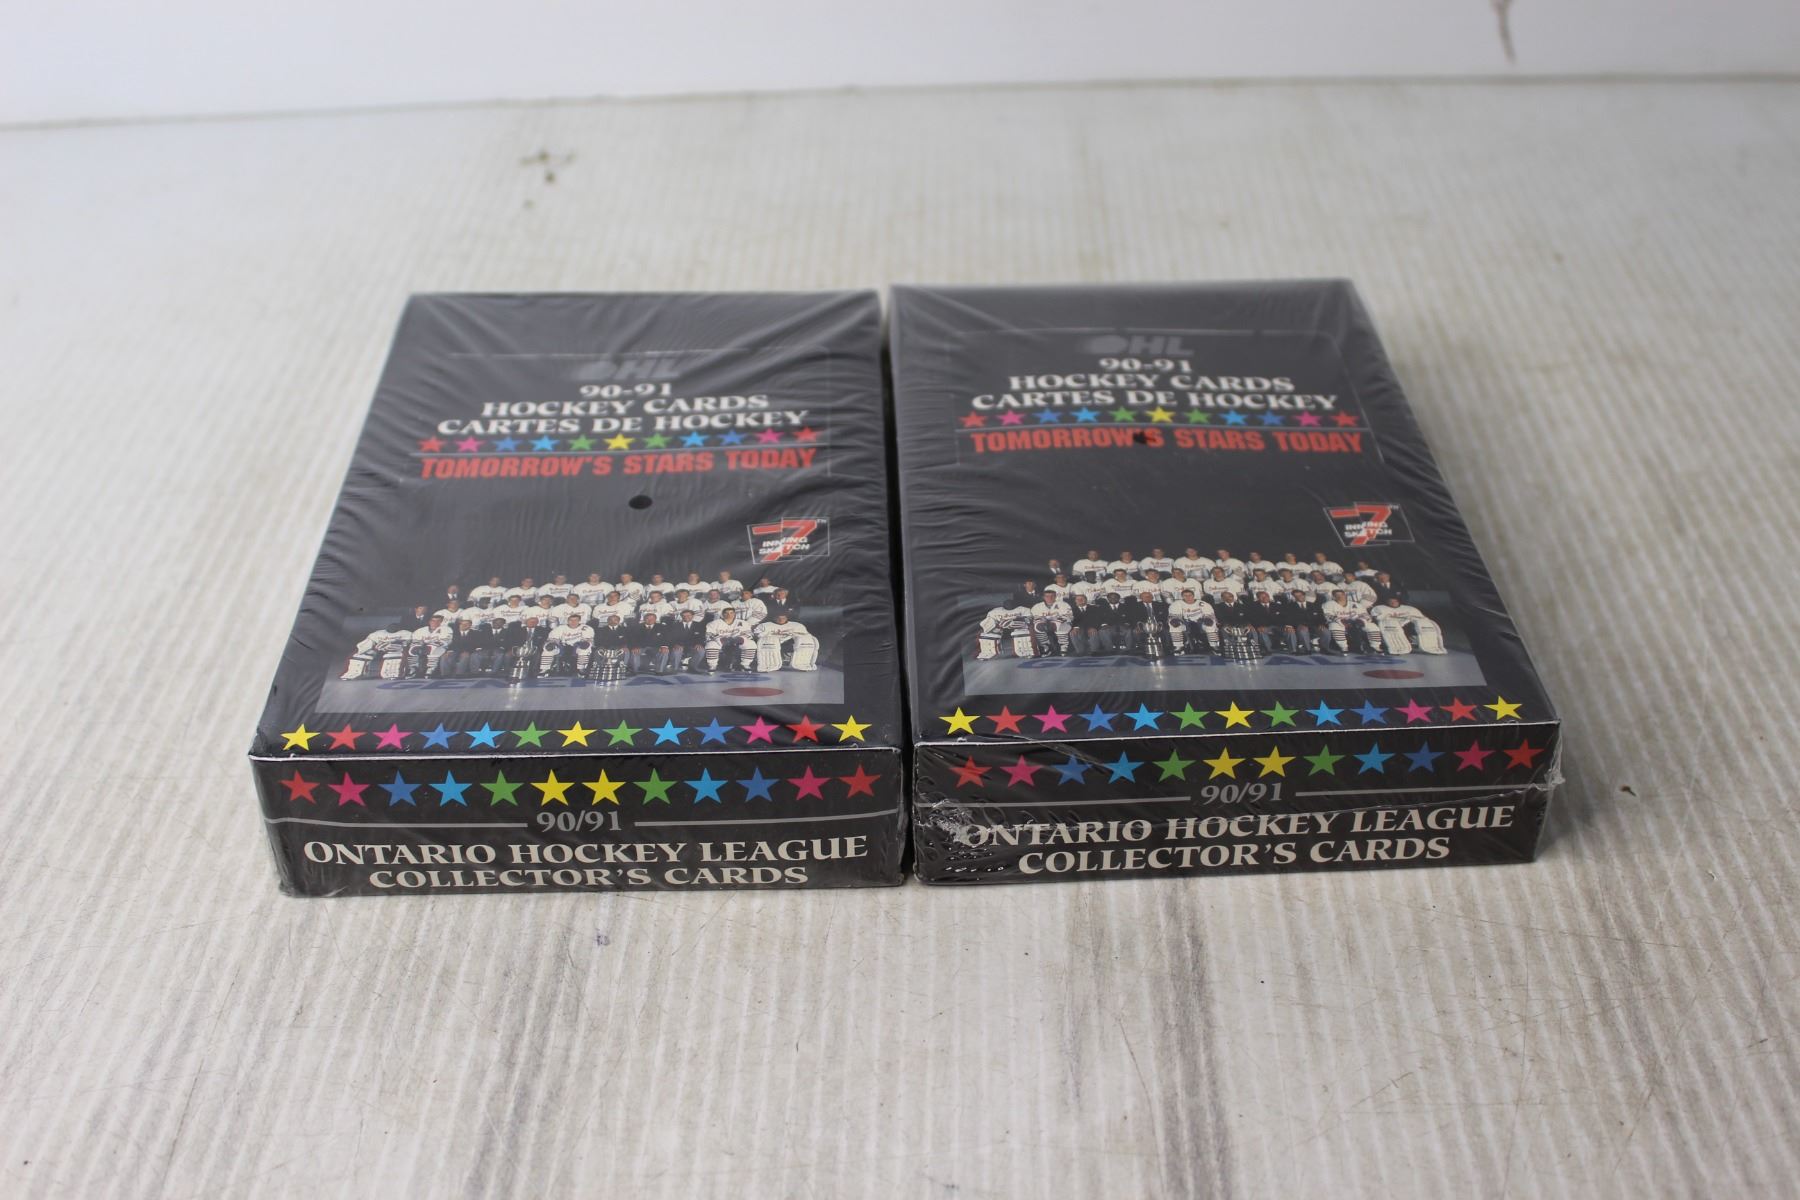 OHL
90-91
HOCKEY CARDS
CARTES DE HOCKEY
TOMORROW'S STARS TODAY
7 TM
INNING
SKETCH
GENERALS
90/91
ONTARIO HOCKEY LEAGUE
COLLECTOR'S CARDS
OHL
90-91
HOCKEY CARDS
CARTES DE HOCKEY
TOMORROW'S STARS TODAY
7 TM
INNING
SKETCH
GENERALS
90/91
ONTARIO HOCKEY LEAGUE
COLLECTOR'S CARDS